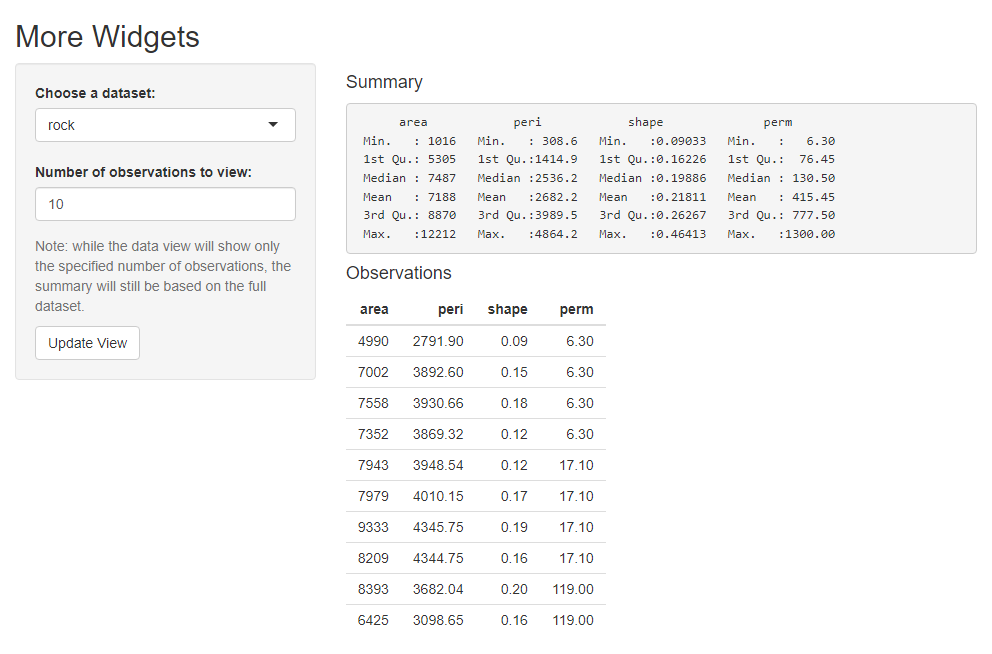 More Widgets
Choose a dataset:
rock
Number of observations to view:
10
Note: while the data view will show only
the specified number of observations, the
summary will still be based on the full
dataset.
Update View
Summary
area peri shape perm
Min. : 1016 Min. : 308.6 Min. :0.09033 Min. : 6.30
1st Qu.: 5305 1st Qu.:1414.9 1st Qu.:0.16226 1st Qu.: 76.45
Median : 7487 Median :2536.2 Median :0.19886 Median : 130.50
Mean : 7188 Mean :2682.2 Mean :0.21811 Mean : 415.45
3rd Qu.: 8870 3rd Qu.:3989.5 3rd Qu.:0.26267 3rd Qu.: 777.50
Max. :12212 Max. :4864.2 Max. :0.46413 Max. :1300.00
Observations
area peri shape perm
4990 2791.90 0.09 6.30
7002 3892.60 0.15 6.30
7558 3930.66 0.18 6.30
7352 3869.32 0.12 6.30
7943 3948.54 0.12 17.10
7979 4010.15 0.17 17.10
9333 4345.75 0.19 17.10
8209 4344.75 0.16 17.10
8393 3682.04 0.20 119.00
6425 3098.65 0.16 119.00